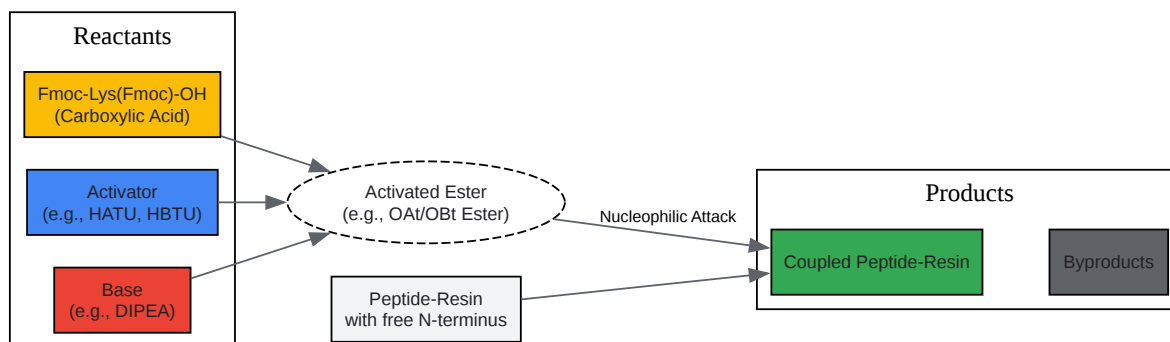 Reactants
Fmoc-Lys(Fmoc)-OH
(Carboxylic Acid)
Activator
(e.g., HATU, HBTU)
Base
(e.g., DIPEA)
Activated Ester
(e.g., OAt/OBt Ester)
Peptide-Resin
with free N-terminus
Nucleophilic Attack
Products
Coupled Peptide-Resin
Byproducts